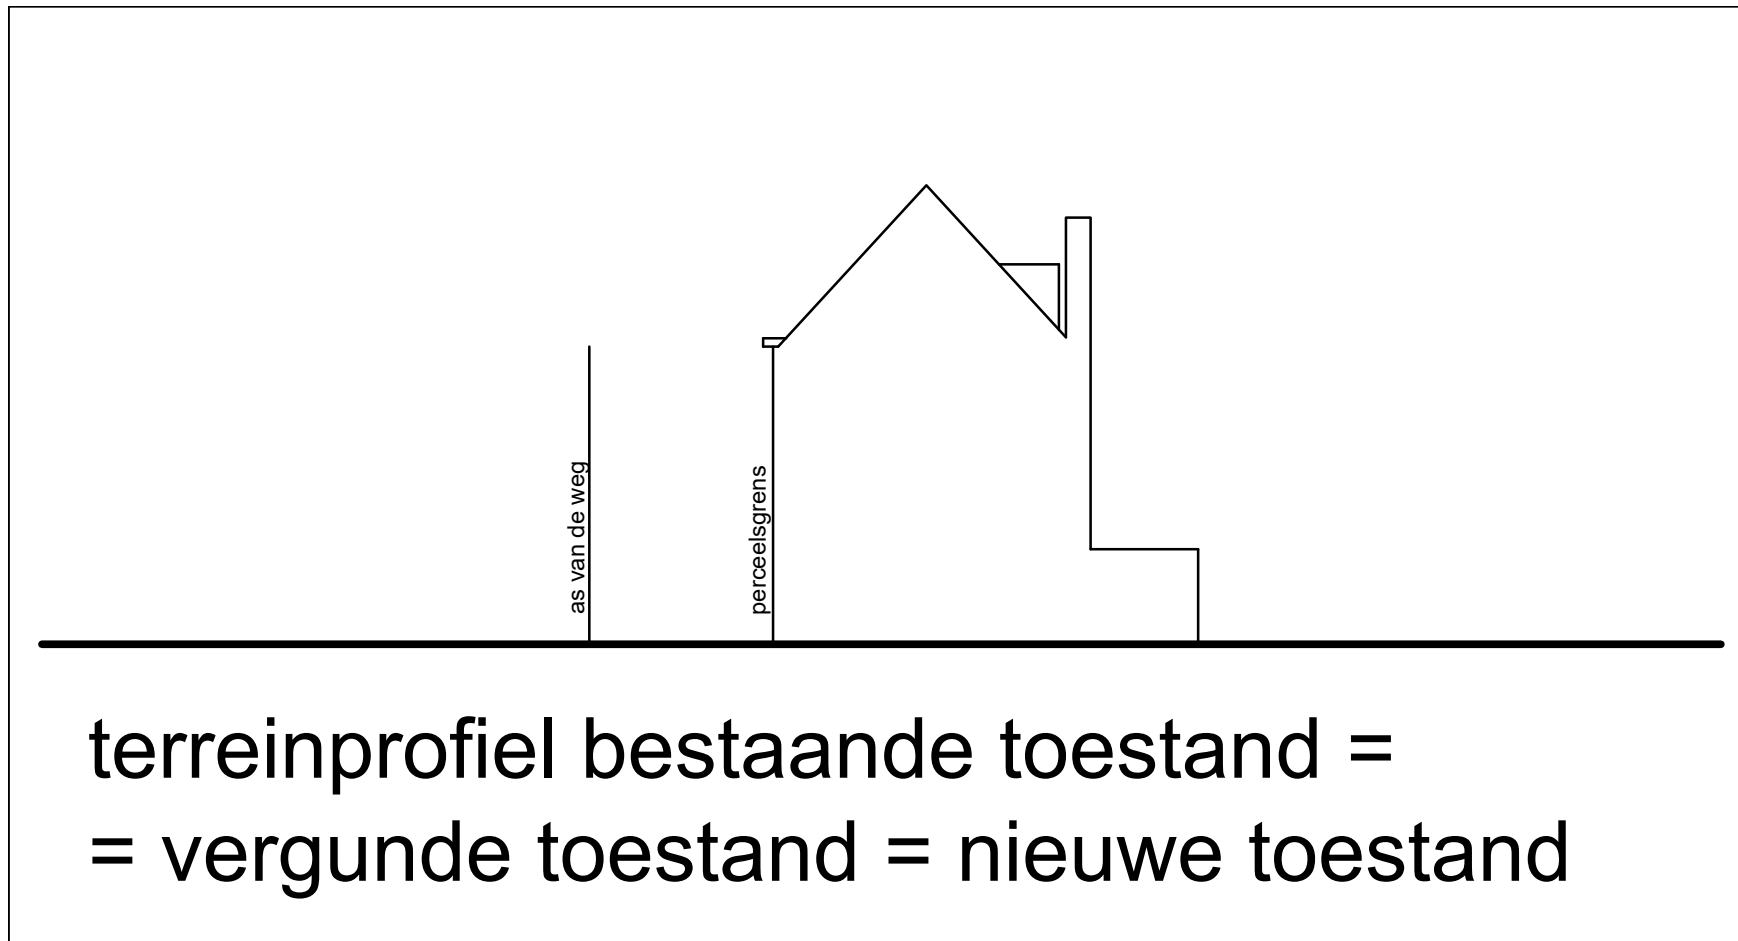 as van de weg
perceelsgrens
terreinprofiel bestaande toestand =
= vergunde toestand = nieuwe toestand